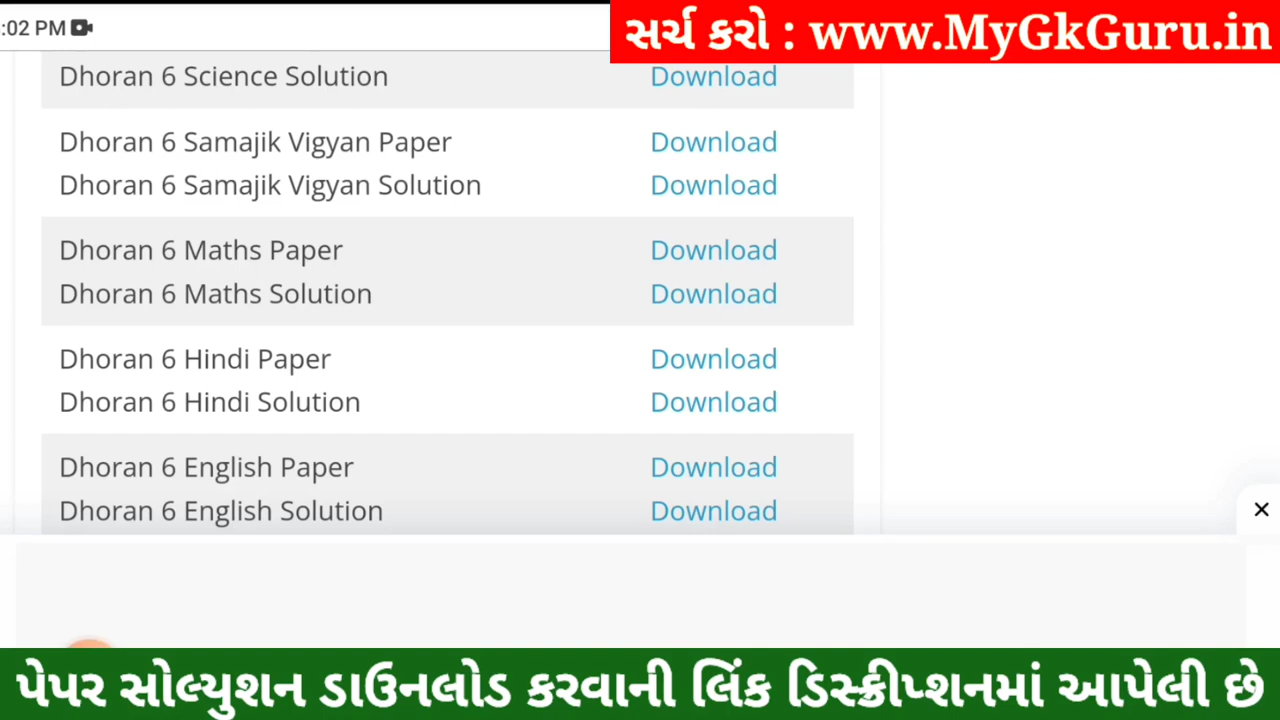 :02 PM
સર્ચ કરો : www.MyGkGuru.in
Dhoran 6 Science Solution Download
Dhoran 6 Samajik Vigyan Paper Download
Dhoran 6 Samajik Vigyan Solution Download
Dhoran 6 Maths Paper Download
Dhoran 6 Maths Solution Download
Dhoran 6 Hindi Paper Download
Dhoran 6 Hindi Solution Download
Dhoran 6 English Paper Download
Dhoran 6 English Solution Download
પેપર સોલ્યુશન ડાઉનલોડ કરવાની લિંક ડિસ્ક્રીપ્શનમાં આપેલી છે